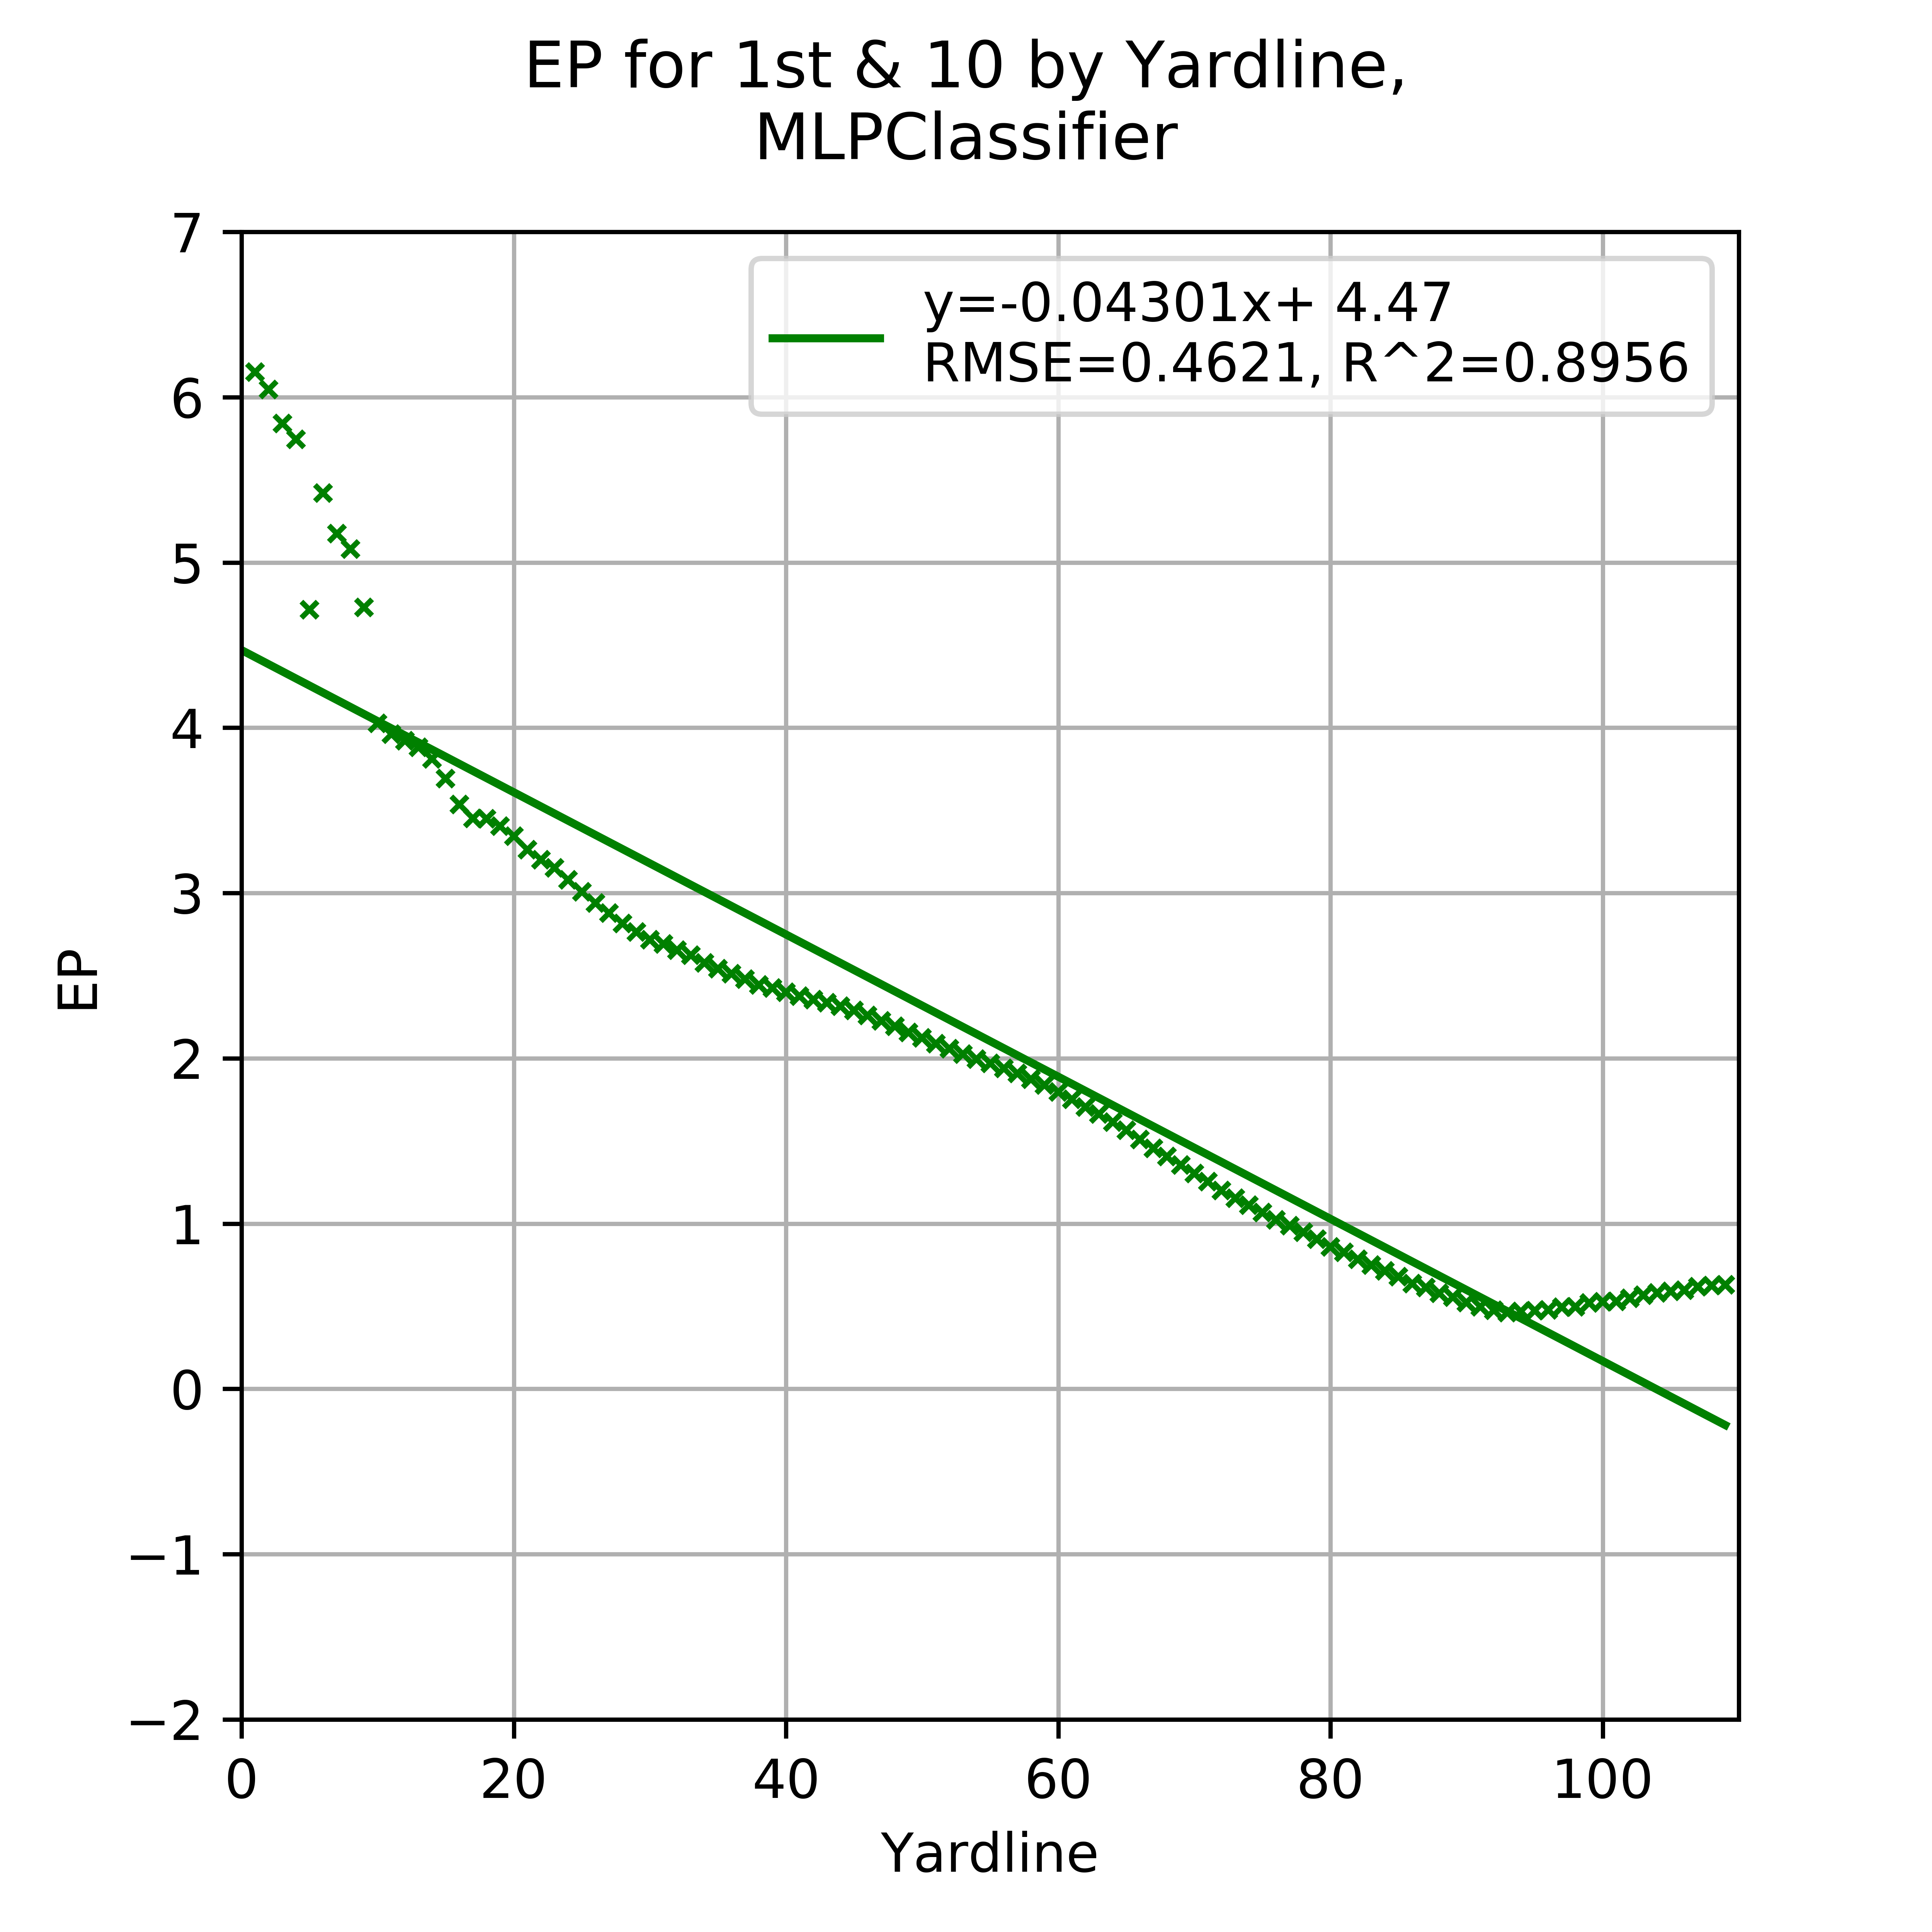 EP for 1st & 10 by Yardline,
MLPClassifier
y=-0.04301x+ 4.47
RMSE=0.4621, R^2=0.8956
7
6
5
4
3
2
1
0
−1
−2
EP
0 20 40 60 80 100
Yardline